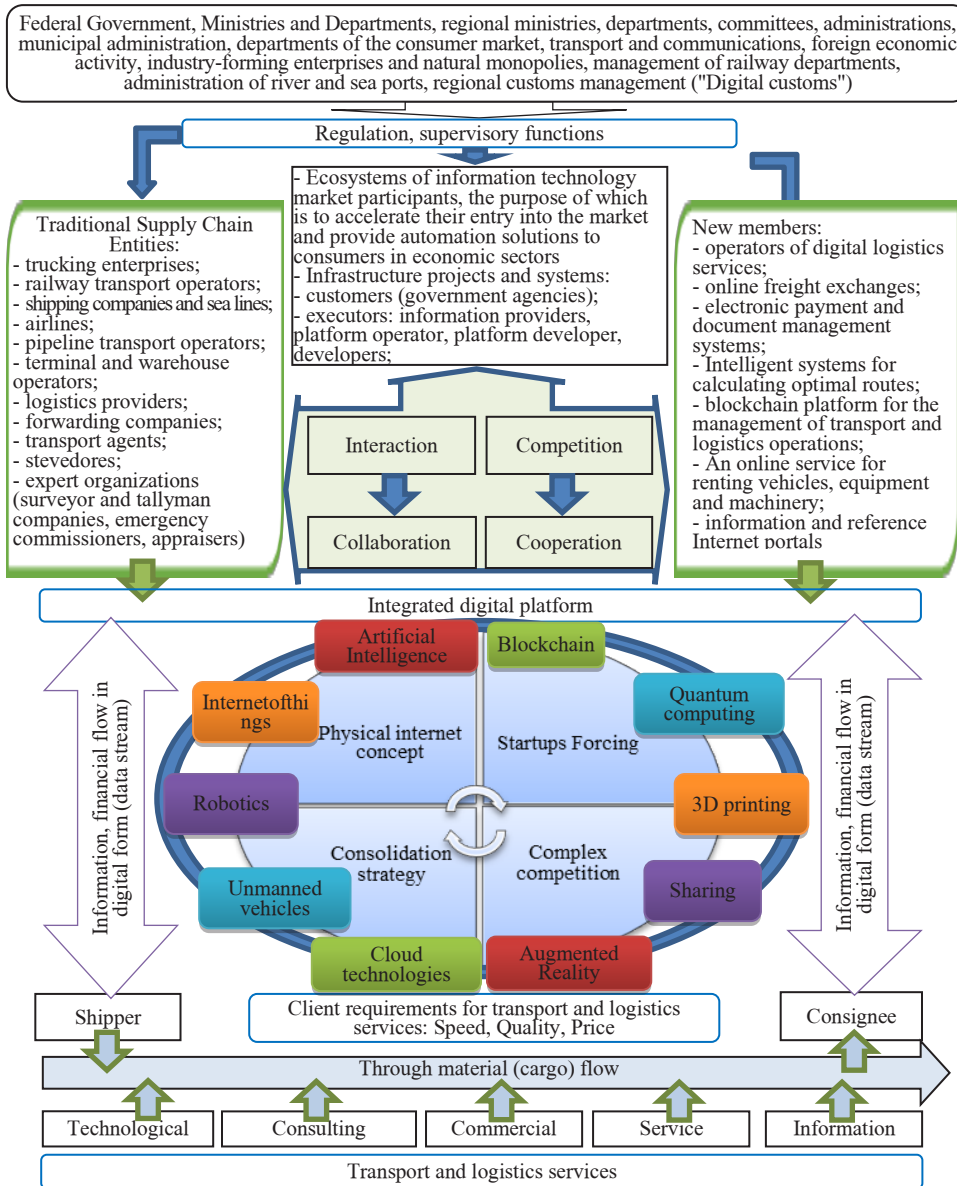 Federal Government, Ministries and Departments, regional ministries, departments, committees, administrations,
municipal administration, departments of the consumer market, transport and communications, foreign economic
activity, industry-forming enterprises and natural monopolies, management of railway departments,
administration of river and sea ports, regional customs management ("Digital customs")
Regulation, supervisory functions
Traditional Supply Chain
Entities:
- trucking enterprises;
- railway transport operators;
- shipping companies and sea lines;
- airlines;
- pipeline transport operators;
- terminal and warehouse
operators;
- logistics providers;
- forwarding companies;
- transport agents;
- stevedores;
- expert organizations
(surveyor and tallyman
companies, emergency
commissioners, appraisers)
- Ecosystems of information technology
market participants, the purpose of which
is to accelerate their entry into the market
and provide automation solutions to
consumers in economic sectors
- Infrastructure projects and systems:
- customers (government agencies);
- executors: information providers,
platform operator, platform developer,
developers;
New members:
- operators of digital logistics
services;
- online freight exchanges;
- electronic payment and
document management
systems;
- Intelligent systems for
calculating optimal routes;
- blockchain platform for the
management of transport and
logistics operations;
- An online service for
renting vehicles, equipment
and machinery;
- information and reference
Internet portals
Interaction
Competition
Collaboration
Cooperation
Integrated digital platform
Information, financial flow in
digital form (data stream)
Artificial
Intelligence
Blockchain
Internetofthi
ngs
Quantum
computing
Physical internet
concept
Startups Forcing
Robotics
3D printing
Consolidation
strategy
Complex
competition
Unmanned
vehicles
Sharing
Cloud
technologies
Augmented
Reality
Information, financial flow in
digital form (data stream)
Shipper
Client requirements for transport and logistics
services: Speed, Quality, Price
Consignee
Through material (cargo) flow
Technological
Consulting
Commercial
Service
Information
Transport and logistics services